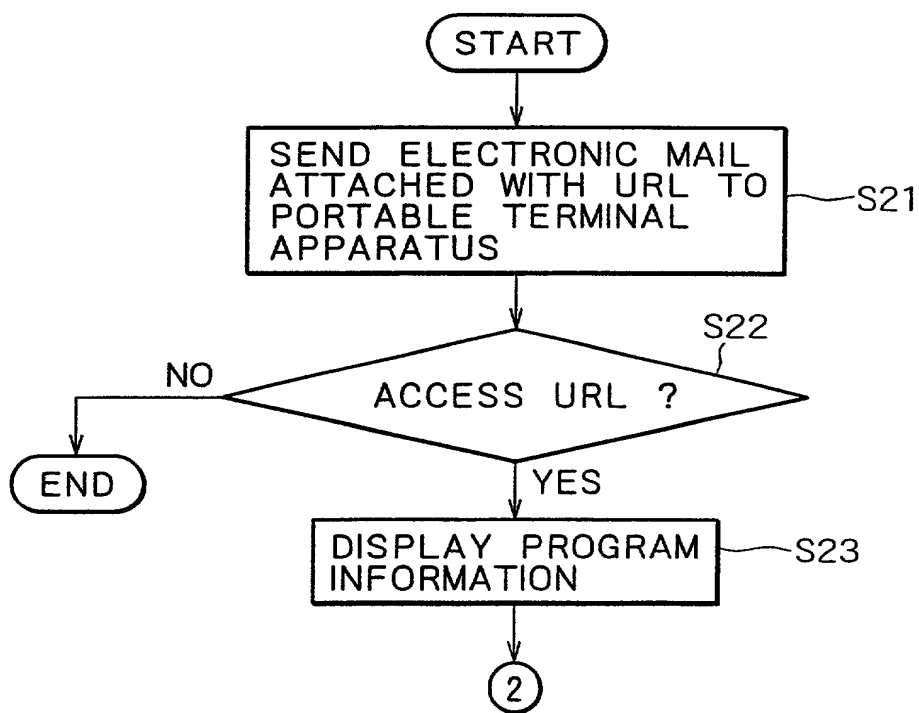 START
SEND ELECTRONIC MAIL
ATTACHED WITH URL TO
PORTABLE TERMINAL
APPARATUS
S21
S22
ACCESS URL ?
NO
END
YES
DISPLAY PROGRAM
INFORMATION
S23
2